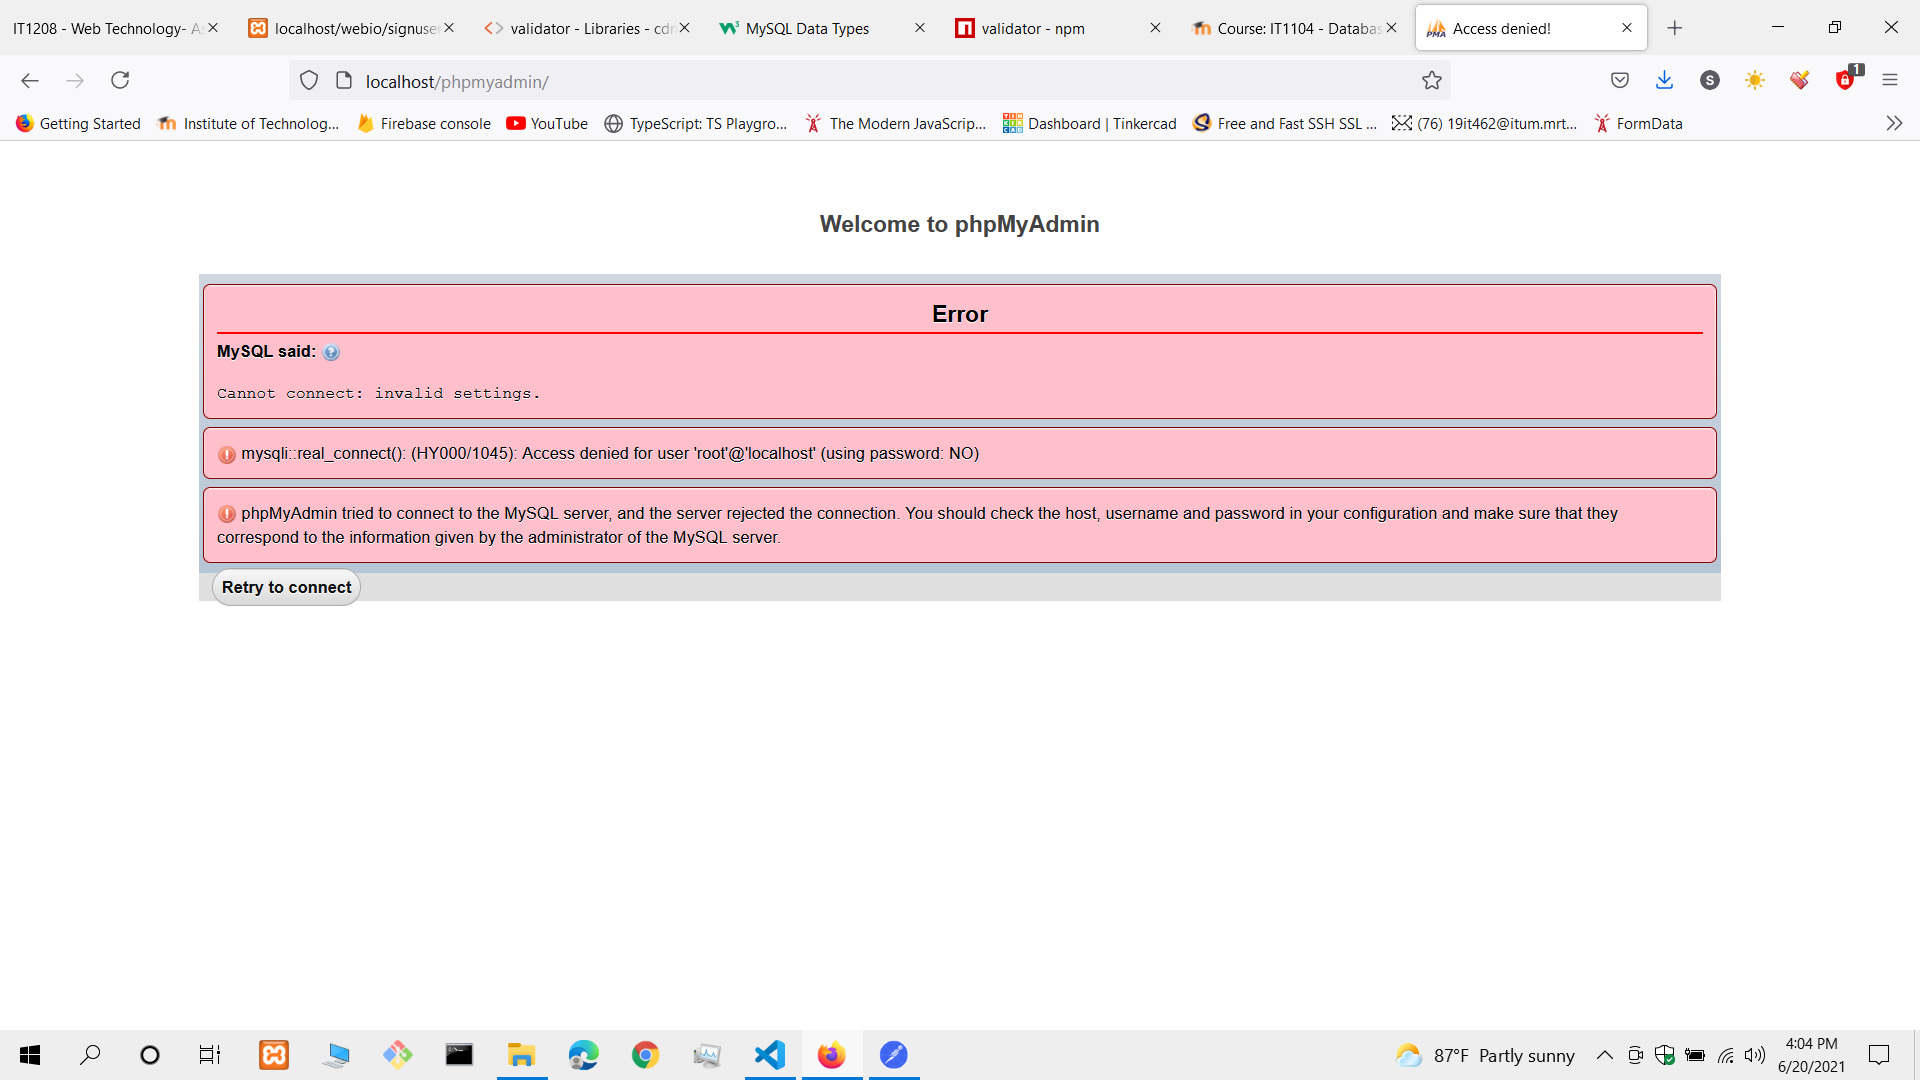 IT1208 - Web Technology- As
localhost/webio/signuser
validator - Libraries - cdn
MySQL Data Types
validator - npm
Course: IT1104 - Databas
Access denied!
localhost/phpmyadmin/
S
1
Getting Started
Institute of Technolog...
Firebase console
YouTube
TypeScript: TS Playgro...
The Modern JavaScrip...
Dashboard | Tinkercad
Free and Fast SSH SSL ...
(76) 19it462@itum.mrt...
FormData
Welcome to phpMyAdmin
Error
MySQL said:
Cannot connect: invalid settings.
mysqli::real_connect(): (HY000/1045): Access denied for user 'root'@'localhost' (using password: NO)
phpMyAdmin tried to connect to the MySQL server, and the server rejected the connection. You should check the host, username and password in your configuration and make sure that they
correspond to the information given by the administrator of the MySQL server.
Retry to connect
87°F Partly sunny
4:04 PM
6/20/2021